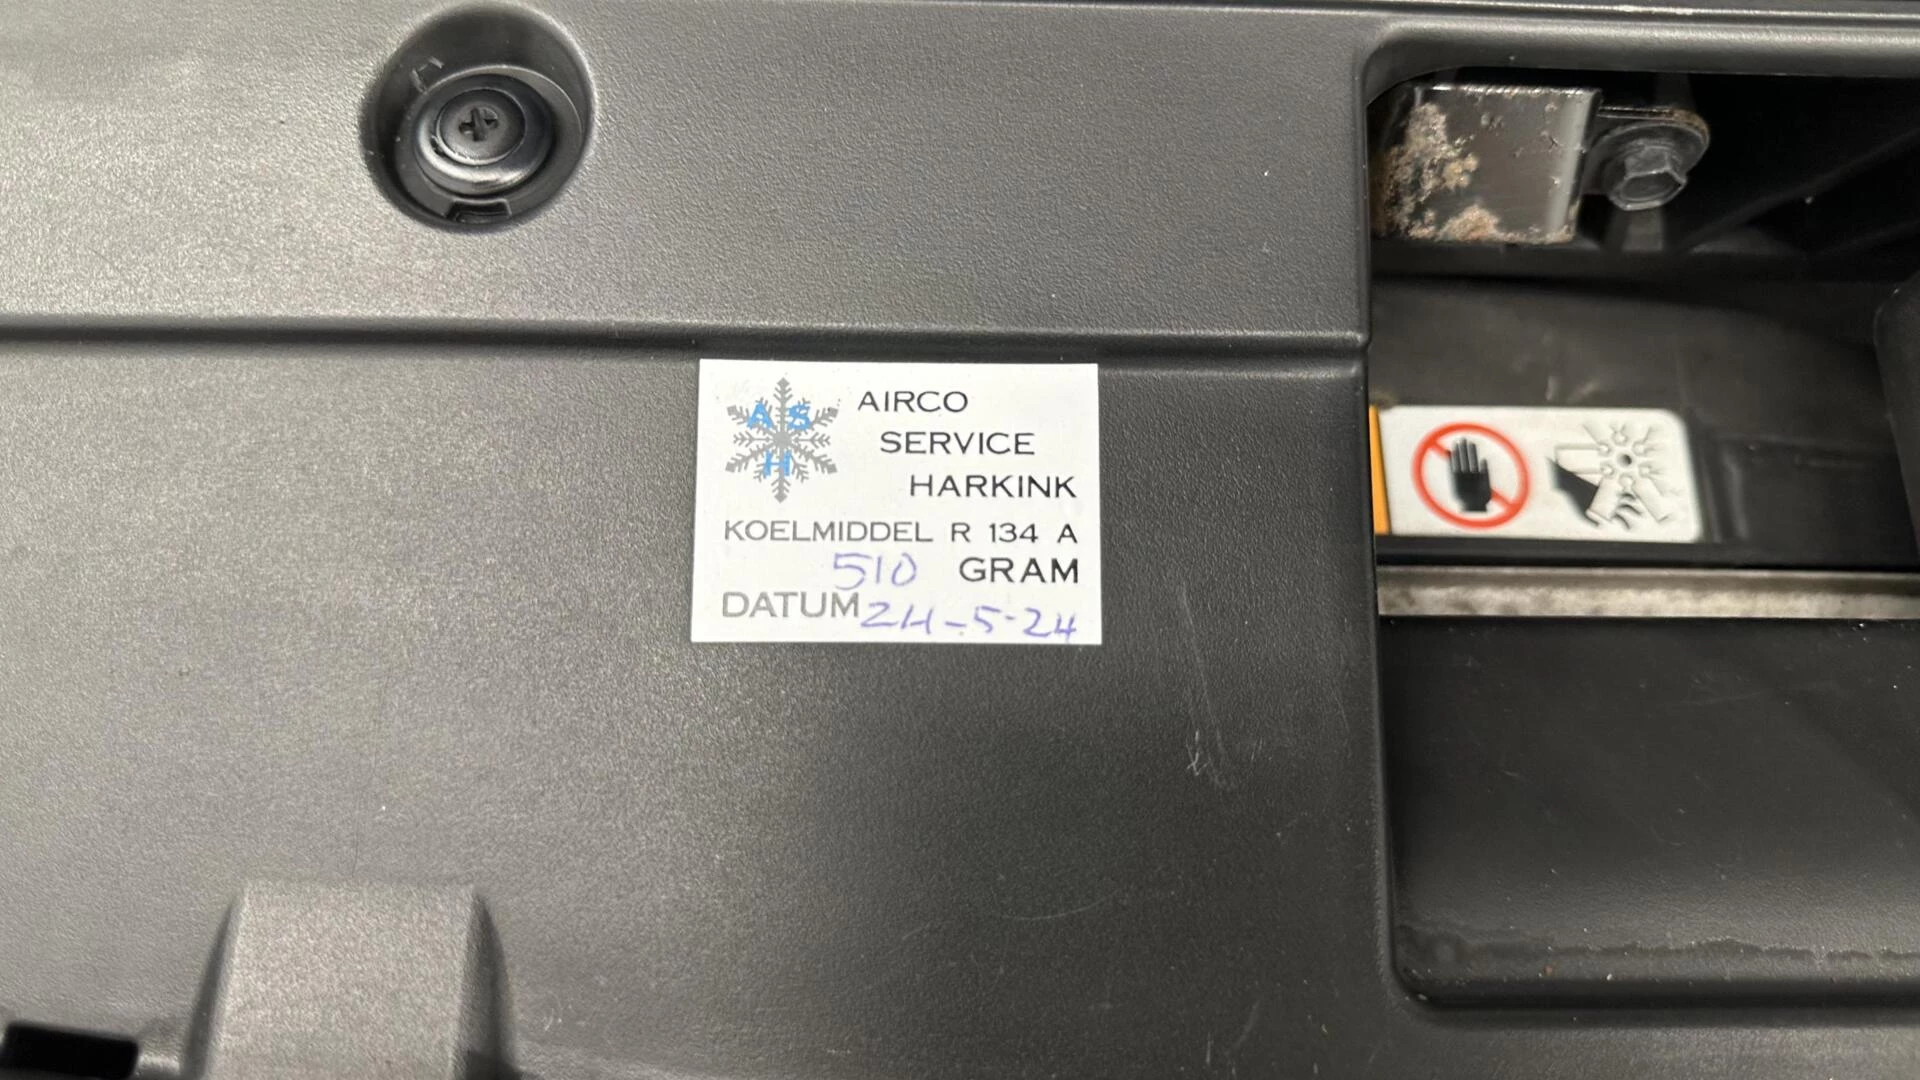 A S
H
AIRCO
SERVICE
HARKINK
KOELMIDDEL R 134 A
510 GRAM
DATUM 24-5-24